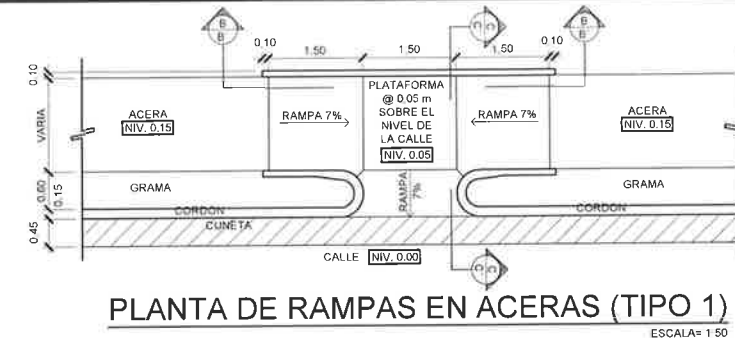 B
B
C
C
B
B
0.10 1.50 1.50 1.50 0.10
0.10
VARIA
0.60
0.15
0.45
ACERA
NIV. 0.15
RAMPA 7%
PLATAFORMA
@ 0.05 m
SOBRE EL
NIVEL DE
LA CALLE
NIV. 0.05
RAMPA 7%
ACERA
NIV. 0.15
GRAMA
RAMPA
7%
GRAMA
CORDON
CORDON
CUNETA
CALLE NIV. 0.00
C
C
PLANTA DE RAMPAS EN ACERAS (TIPO 1)
ESCALA= 1:50